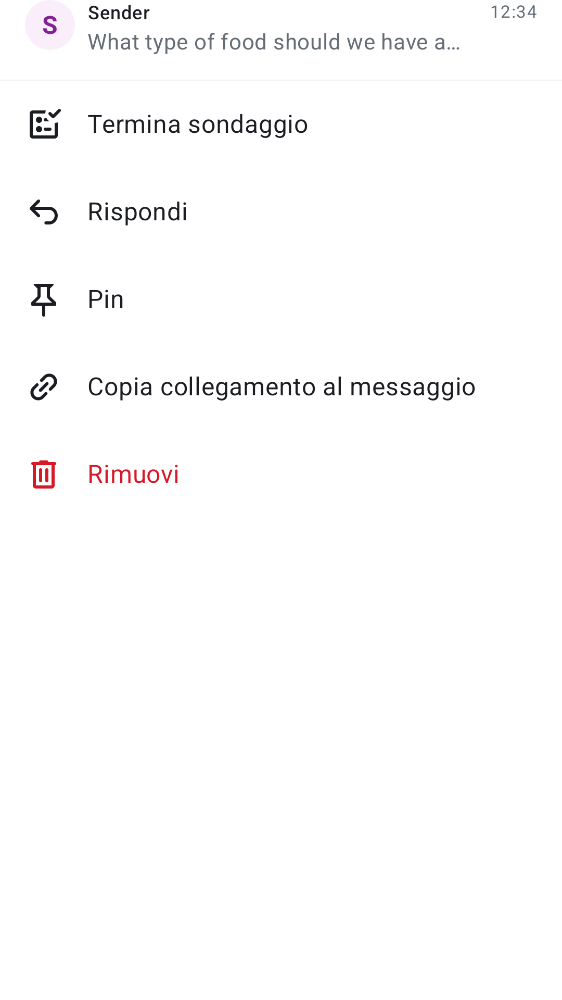 S
Sender
12:34
What type of food should we have a…
Termina sondaggio
Rispondi
Pin
Copia collegamento al messaggio
Rimuovi